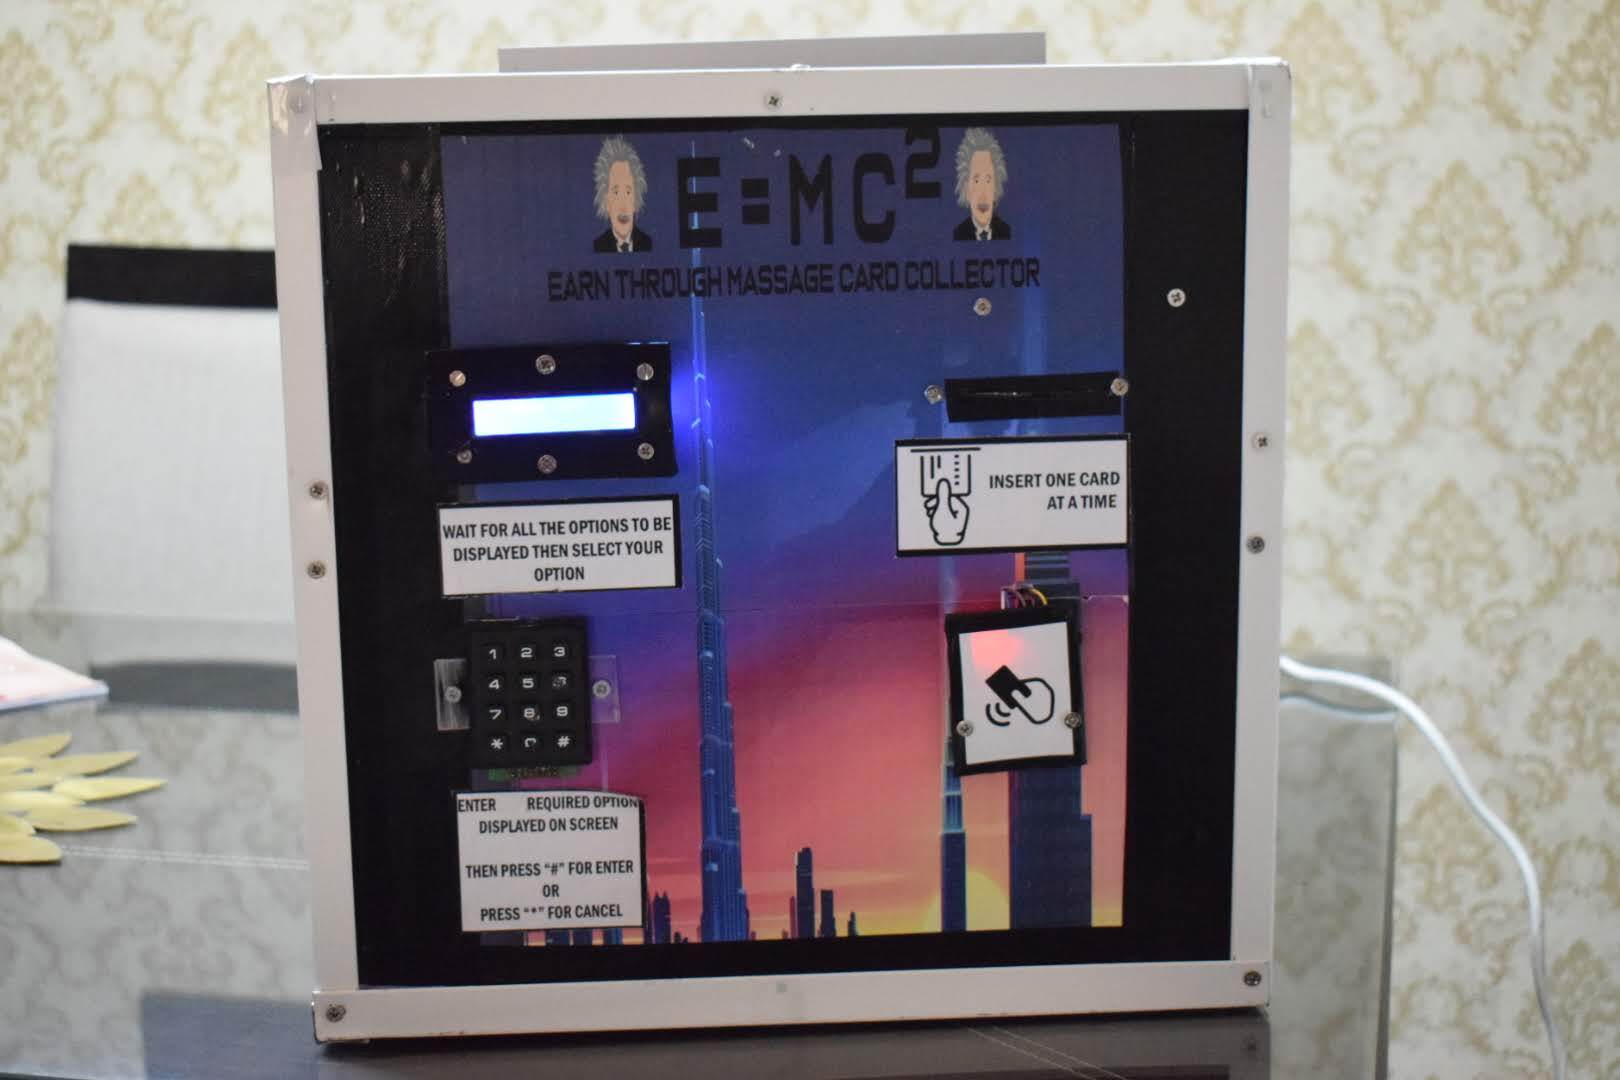 E=MC²
EARN THROUGH MASSAGE CARD COLLECTOR
INSERT ONE CARD
AT A TIME
WAIT FOR ALL THE OPTIONS TO BE
DISPLAYED THEN SELECT YOUR
OPTION
1 2 3
4 5 6
7 8 9
* 0 #
ENTER REQUIRED OPTION
DISPLAYED ON SCREEN
THEN PRESS “#” FOR ENTER
OR
PRESS “*” FOR CANCEL